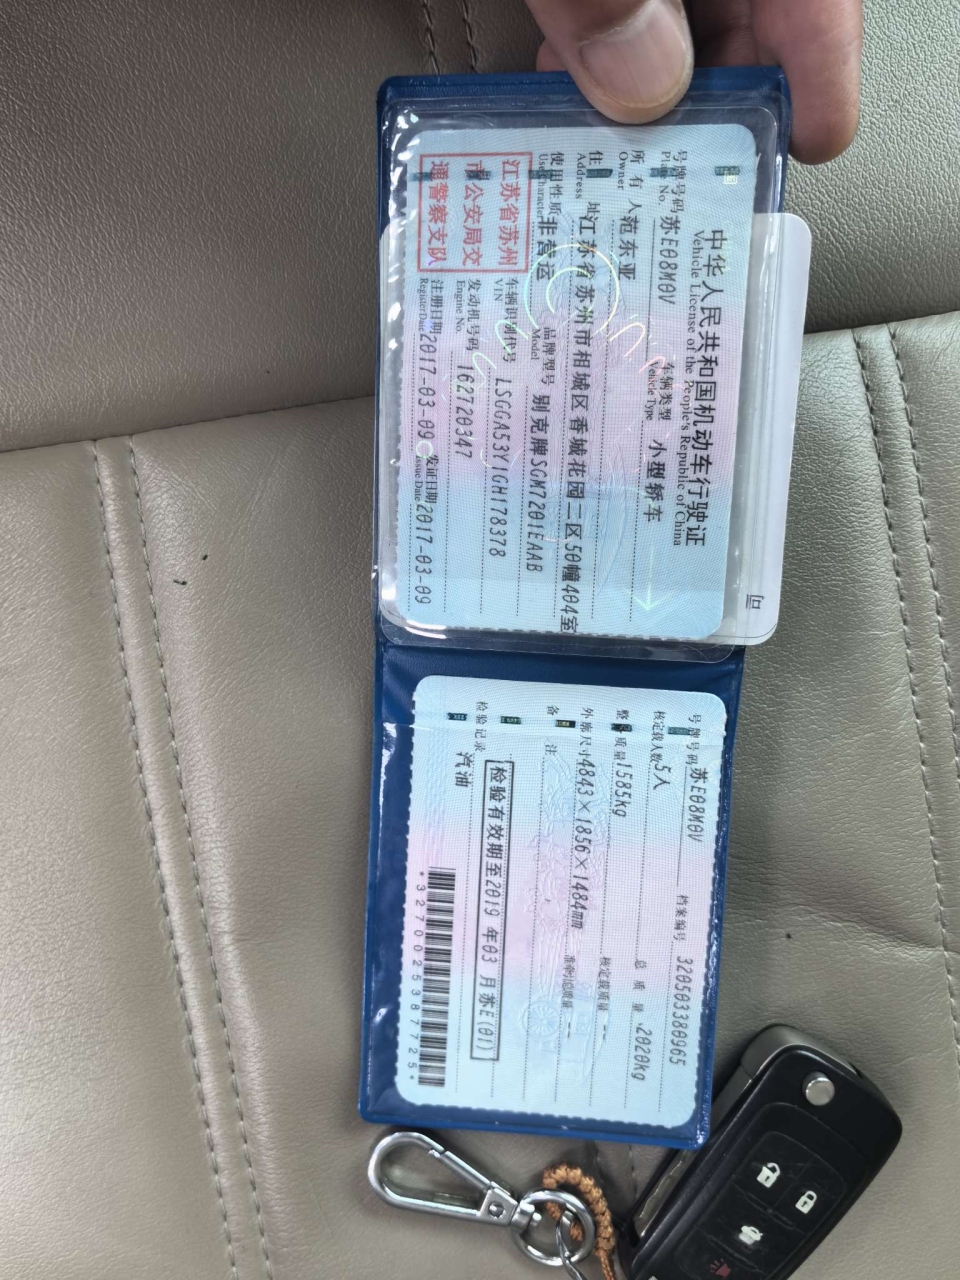 中华人民共和国机动车行驶证
Vehicle License of the People's Republic of China
号牌号码 苏E08M0V 车辆类型 小型轿车
Plate No. Vehicle Type
所有人 范东亚
Owner
住址 江苏省苏州市相城区香城花园二区50幢404室
Address
使用性质 非营运 品牌型号 别克牌SGM7201EAAB
Use Character Model
江苏省苏州
市公安局交
通警察支队
车辆识别代号 LSGGA53Y1GH178378
VIN
发动机号码 162720347
Engine No.
注册日期 2017-03-09 发证日期 2017-03-09
Register Date Issue Date
号牌号码 苏E08M0V 档案编号 320503380965
核定载人数 5人 总质量 2020kg
整备质量 1585kg 核定载质量 --
外廓尺寸 4843×1856×1484mm 准牵引总质量 --
备注
检验有效期至2019年03月苏E(01)
检验记录
汽油
*3270025387725*